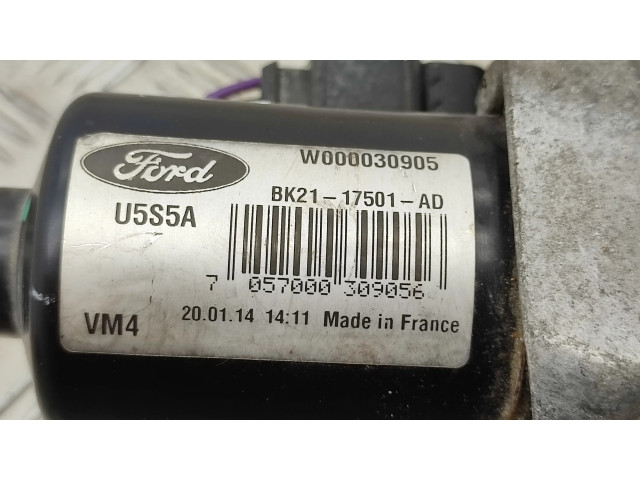 Ford
W000030905
BK21-17501-AD
U5S5A
7 057000 309056
VM4 20.01.14 14:11 Made in France